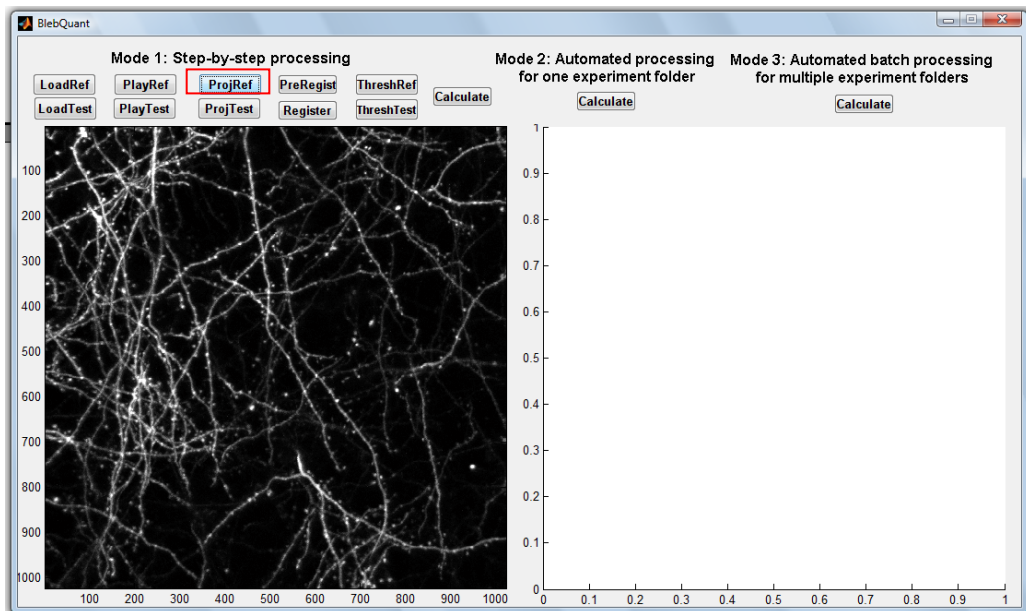 BlebQuant
Mode 1: Step-by-step processing
LoadRef PlayRef ProjRef PreRegist ThreshRef
LoadTest PlayTest ProjTest Register ThreshTest
Calculate
Mode 2: Automated processing
for one experiment folder
Calculate
Mode 3: Automated batch processing
for multiple experiment folders
Calculate
100
200
300
400
500
600
700
800
900
1000
100 200 300 400 500 600 700 800 900 1000
1
0.9
0.8
0.7
0.6
0.5
0.4
0.3
0.2
0.1
0
0 0.1 0.2 0.3 0.4 0.5 0.6 0.7 0.8 0.9 1